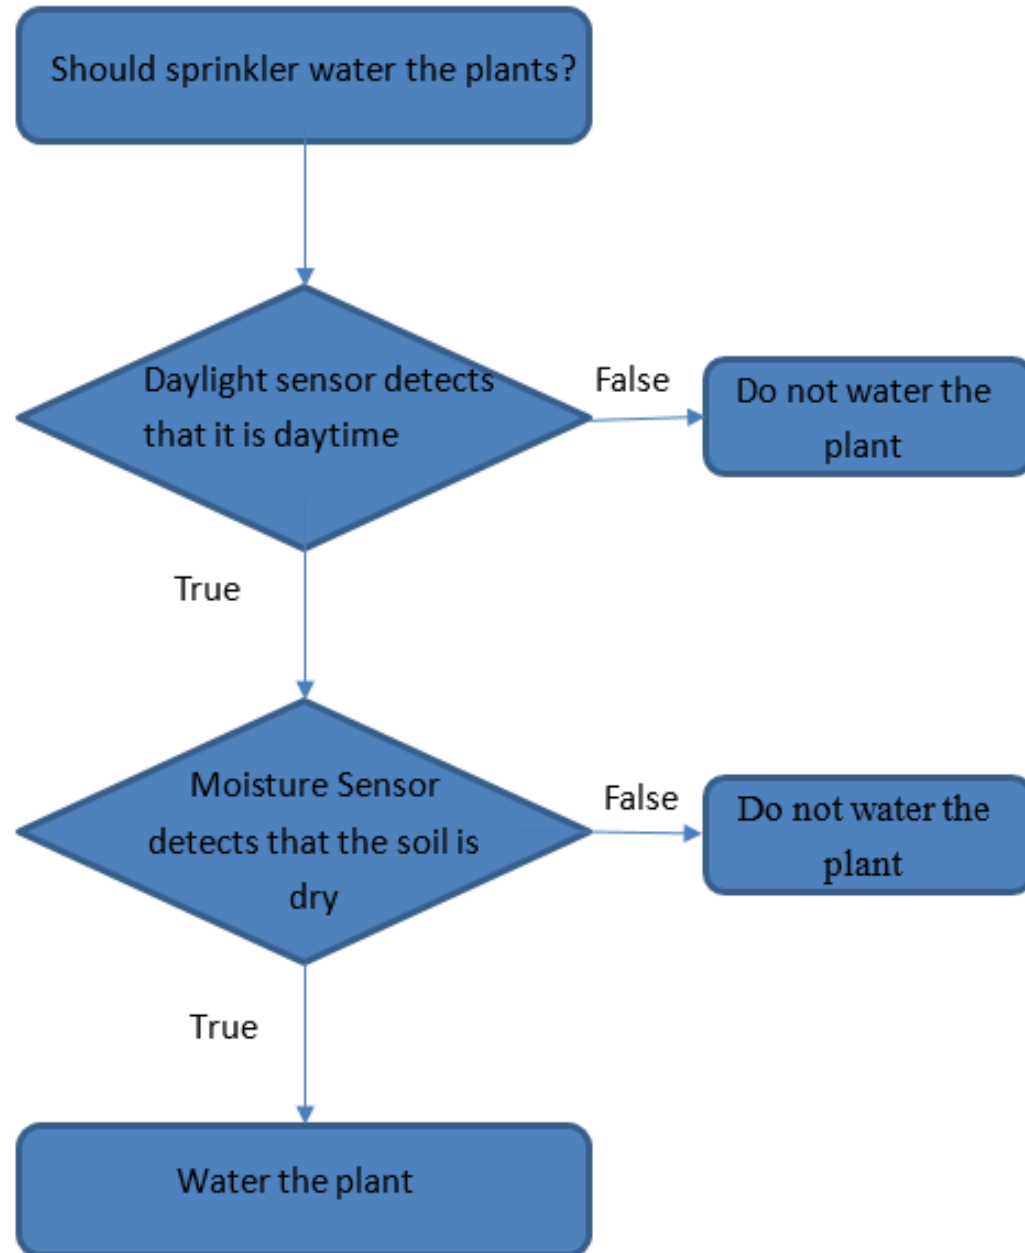 Should sprinkler water the plants?
Daylight sensor detects
that it is daytime
False
Do not water the
plant
True
Moisture Sensor
detects that the soil is
dry
False
Do not water the
plant
True
Water the plant